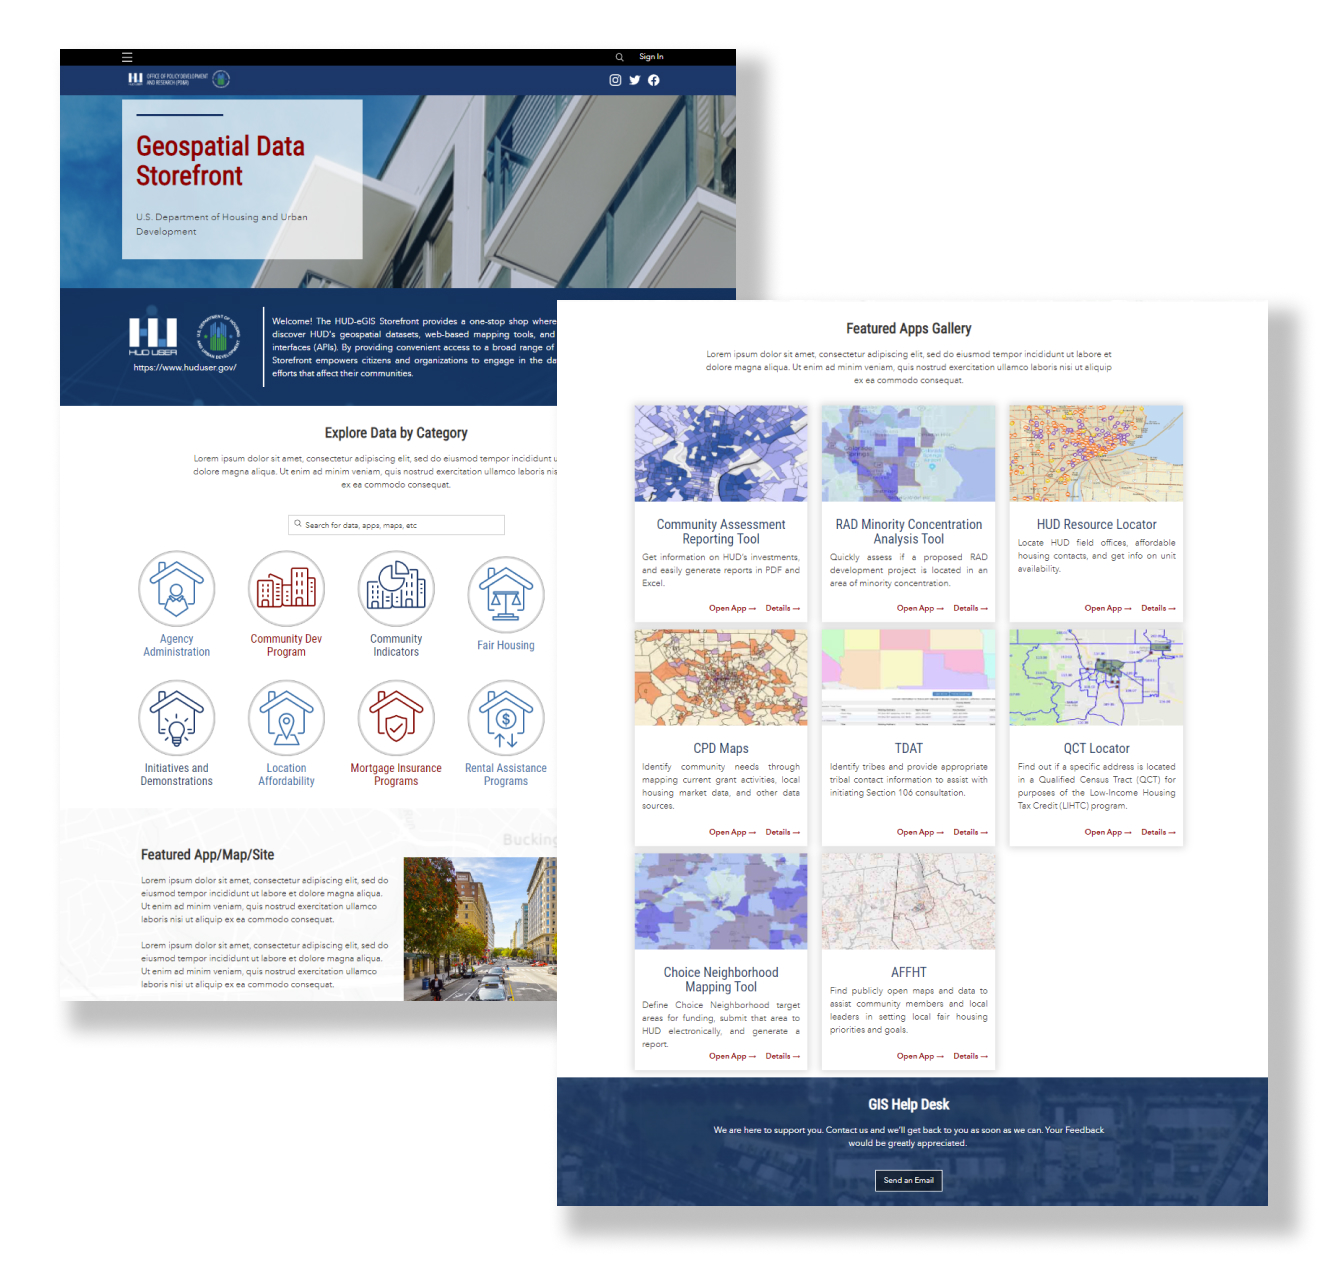 Sign In
HUD USER
OFFICE OF POLICY DEVELOPMENT
AND RESEARCH (PD&R)
Geospatial Data
Storefront
U.S. Department of Housing and Urban
Development
HUD USER
https://www.huduser.gov/
Welcome! The HUD-eGIS Storefront provides a one-stop shop where
discover HUD's geospatial datasets, web-based mapping tools, and
interfaces (APIs). By providing convenient access to a broad range of
Storefront empowers citizens and organizations to engage in the da
efforts that affect their communities.
Explore Data by Category
Lorem ipsum dolor sit amet, consectetur adipiscing elit, sed do eiusmod tempor incididunt u
dolore magna aliqua. Ut enim ad minim veniam, quis nostrud exercitation ullamco laboris nis
ex ea commodo consequat.
Search for data, apps, maps, etc
Agency
Administration
Community Dev
Program
Community
Indicators
Fair Housing
Initiatives and
Demonstrations
Location
Affordability
Mortgage Insurance
Programs
Rental Assistance
Programs
Bucking
Featured App/Map/Site
Lorem ipsum dolor sit amet, consectetur adipiscing elit, sed do
eiusmod tempor incididunt ut labore et dolore magna aliqua.
Ut enim ad minim veniam, quis nostrud exercitation ullamco
laboris nisi ut aliquip ex ea commodo consequat.
Lorem ipsum dolor sit amet, consectetur adipiscing elit, sed do
eiusmod tempor incididunt ut labore et dolore magna aliqua.
Ut enim ad minim veniam, quis nostrud exercitation ullamco
laboris nisi ut aliquip ex ea commodo consequat.
Featured Apps Gallery
Lorem ipsum dolor sit amet, consectetur adipiscing elit, sed do eiusmod tempor incididunt ut labore et
dolore magna aliqua. Ut enim ad minim veniam, quis nostrud exercitation ullamco laboris nisi ut aliquip
ex ea commodo consequat.
Community Assessment
Reporting Tool
Get information on HUD's investments,
and easily generate reports in PDF and
Excel.
Open App → Details →
RAD Minority Concentration
Analysis Tool
Quickly assess if a proposed RAD
development project is located in an
area of minority concentration.
Open App → Details →
HUD Resource Locator
Locate HUD field offices, affordable
housing contacts, and get info on unit
availability.
Open App → Details →
CPD Maps
Identify community needs through
mapping current grant activities, local
housing market data, and other data
sources.
Open App → Details →
TDAT
Identify tribes and provide appropriate
tribal contact information to assist with
initiating Section 106 consultation.
Open App → Details →
QCT Locator
Find out if a specific address is located
in a Qualified Census Tract (QCT) for
purposes of the Low-Income Housing
Tax Credit (LIHTC) program.
Open App → Details →
Choice Neighborhood
Mapping Tool
Define Choice Neighborhood target
areas for funding, submit that area to
HUD electronically, and generate a
report.
Open App → Details →
AFFHT
Find publicly open maps and data to
assist community members and local
leaders in setting local fair housing
priorities and goals.
Open App → Details →
GIS Help Desk
We are here to support you. Contact us and we'll get back to you as soon as we can. Your Feedback
would be greatly appreciated.
Send an Email